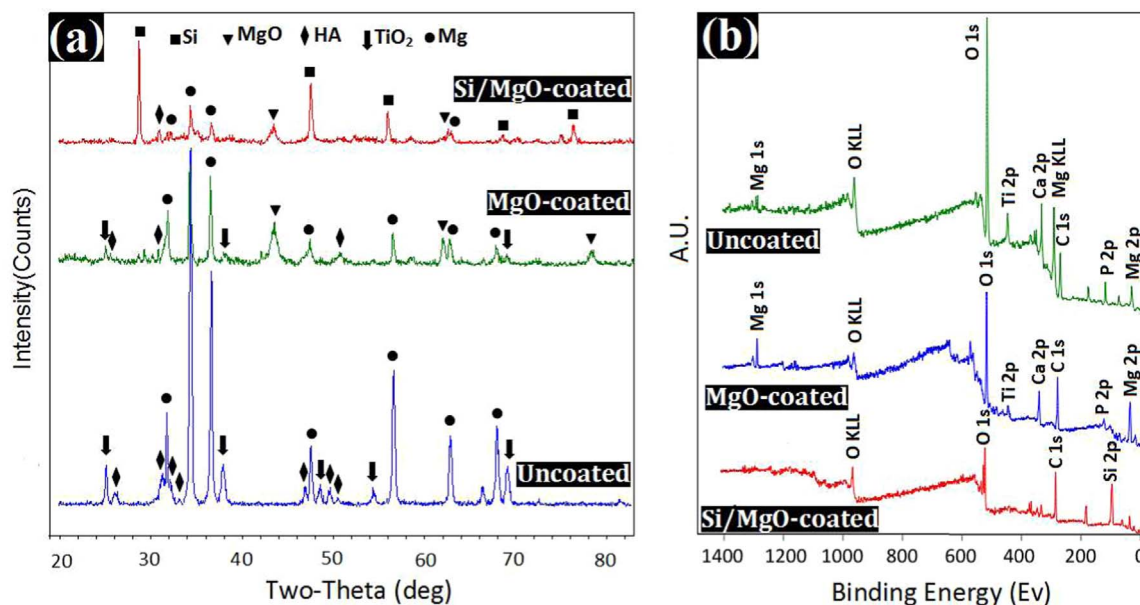 (a)
Si MgO HA TiO₂ Mg
Si/MgO-coated
MgO-coated
Uncoated
Intensity(Counts)
20 30 40 50 60 70 80
Two-Theta (deg)
(b)
O 1s
Mg 1s
O KLL
Ti 2p
Ca 2p
Mg KLL
C 1s
P 2p
Mg 2p
Uncoated
A.U.
Mg 1s
O KLL
O 1s
Ti 2p
Ca 2p
C 1s
P 2p
Mg 2p
MgO-coated
O KLL
O 1s
C 1s
Si 2p
Si/MgO-coated
1400 1200 1000 800 600 400 200 0
Binding Energy (Ev)